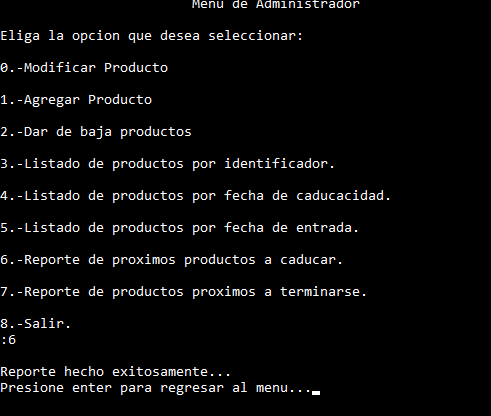 Menu de Administrador
Eliga la opcion que desea seleccionar:
0.-Modificar Producto
1.-Agregar Producto
2.-Dar de baja productos
3.-Listado de productos por identificador.
4.-Listado de productos por fecha de caducacidad.
5.-Listado de productos por fecha de entrada.
6.-Reporte de proximos productos a caducar.
7.-Reporte de productos proximos a terminarse.
8.-Salir.
:6
Reporte hecho exitosamente...
Presione enter para regresar al menu...